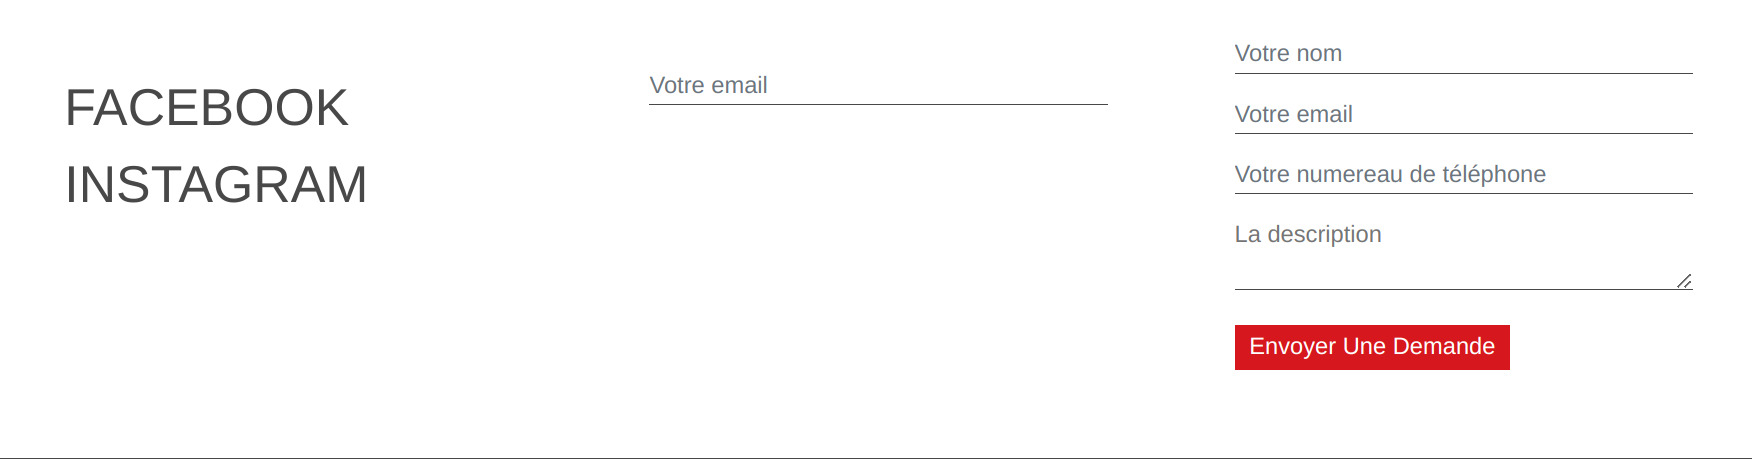 FACEBOOK
INSTAGRAM
Votre email
Votre nom
Votre email
Votre numereau de téléphone
La description
Envoyer Une Demande